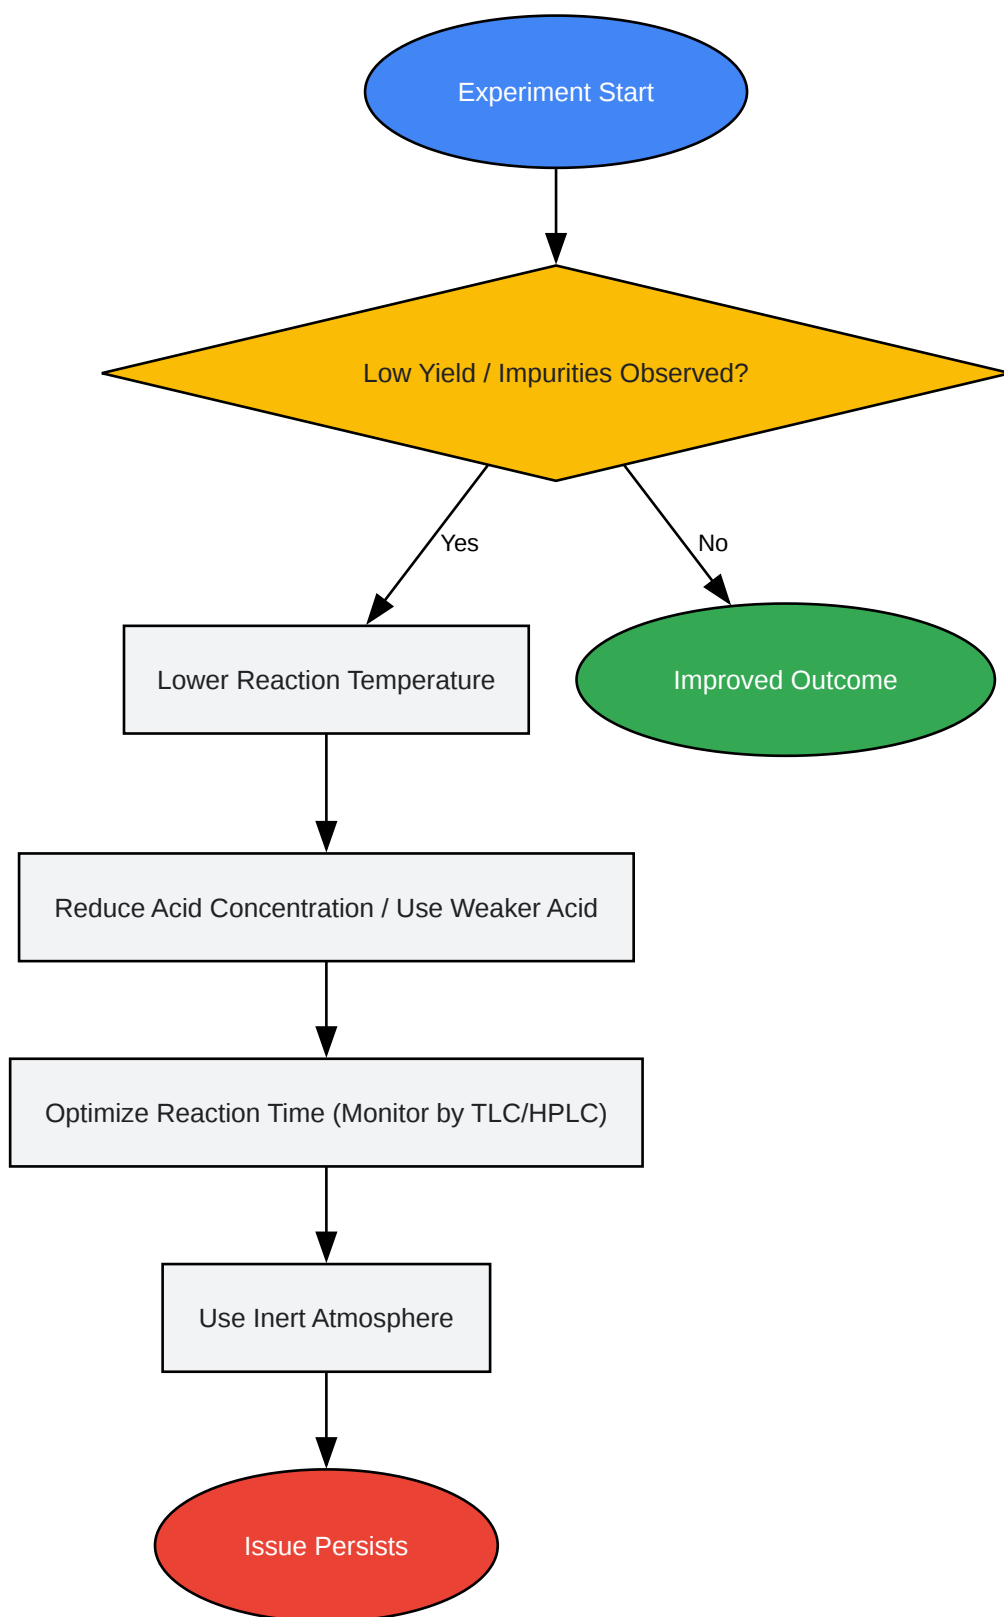 Experiment Start
Low Yield / Impurities Observed?
Yes
No
Lower Reaction Temperature
Improved Outcome
Reduce Acid Concentration / Use Weaker Acid
Optimize Reaction Time (Monitor by TLC/HPLC)
Use Inert Atmosphere
Issue Persists